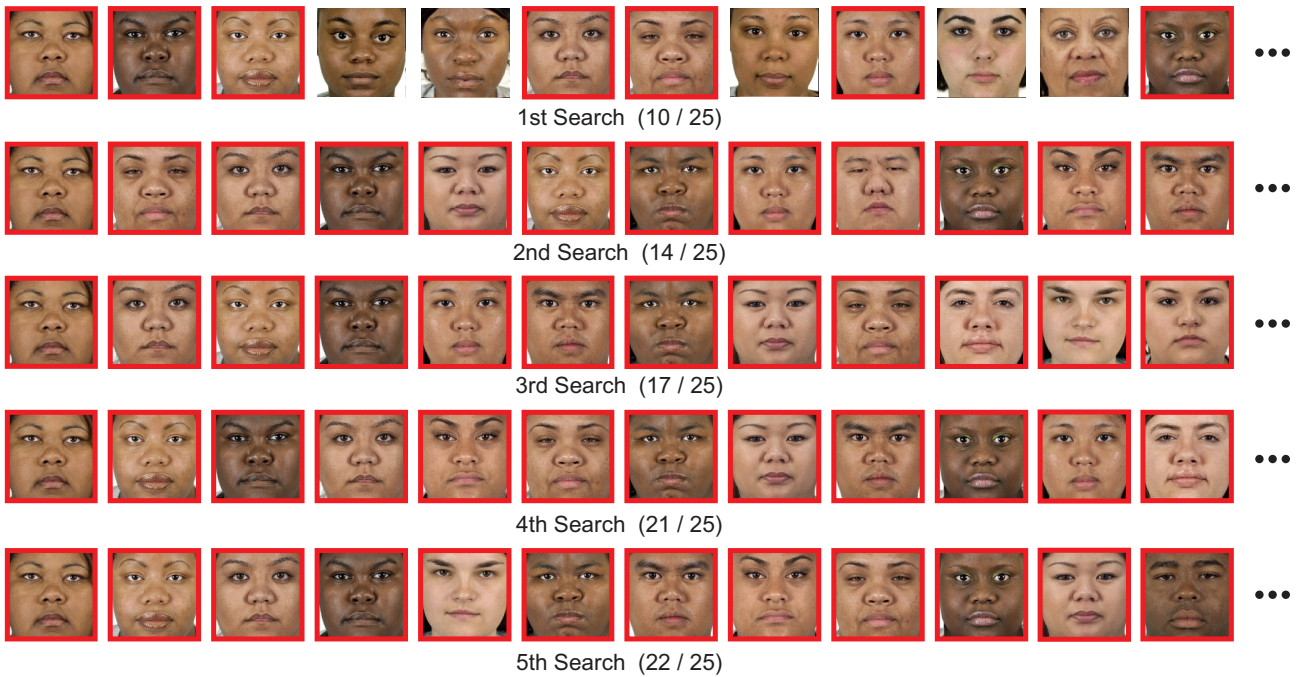 1st Search (10 / 25)
2nd Search (14 / 25)
3rd Search (17 / 25)
4th Search (21 / 25)
5th Search (22 / 25)